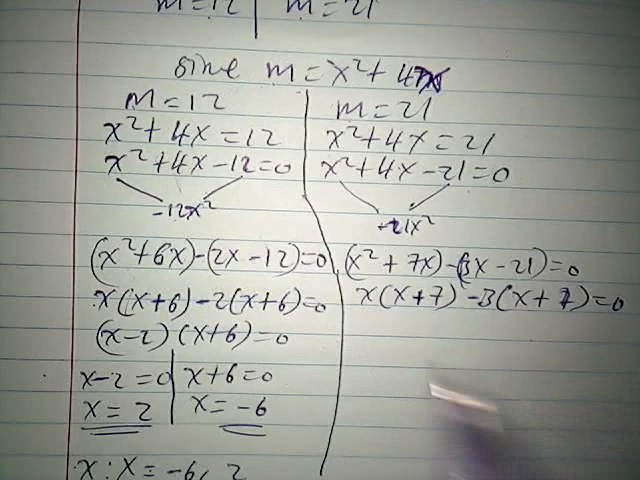 m=12 | m=21
since m=x²+4x
m=12
x²+4x=12
x²+4x-12=0
-12x²
(x²+6x)-(2x-12)=0
x(x+6)-2(x+6)=0
(x-2)(x+6)=0
x-2=0 | x+6=0
x=2 | x=-6
x:x=-6, 2
m=21
x²+4x=21
x²+4x-21=0
-21x²
(x²+7x)-(3x-21)=0
x(x+7)-3(x+7)=0